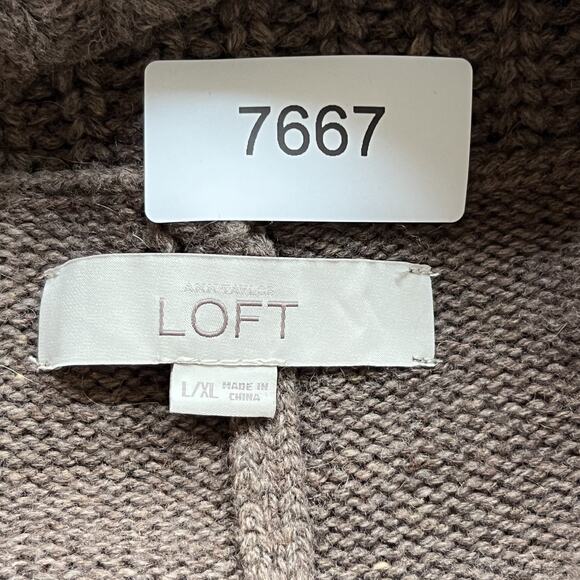 7667
ANN TAYLOR
LOFT
L/XL
MADE IN
CHINA